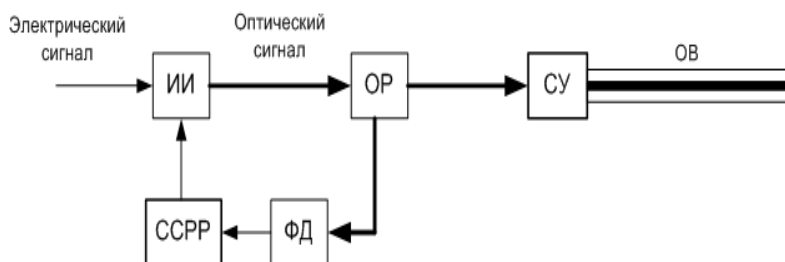 Электрический
сигнал
Оптический
сигнал
ОВ
ИИ
ОР
СУ
ССРР
ФД